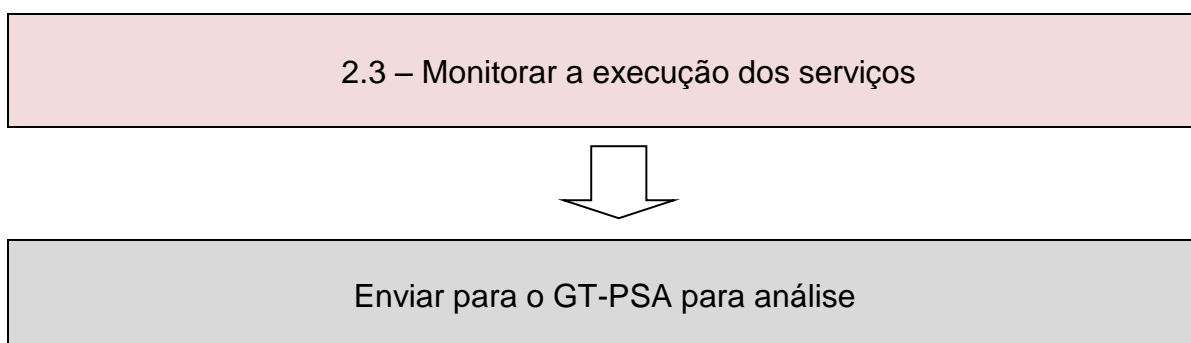 2.3 – Monitorar a execução dos serviços
Enviar para o GT-PSA para análise